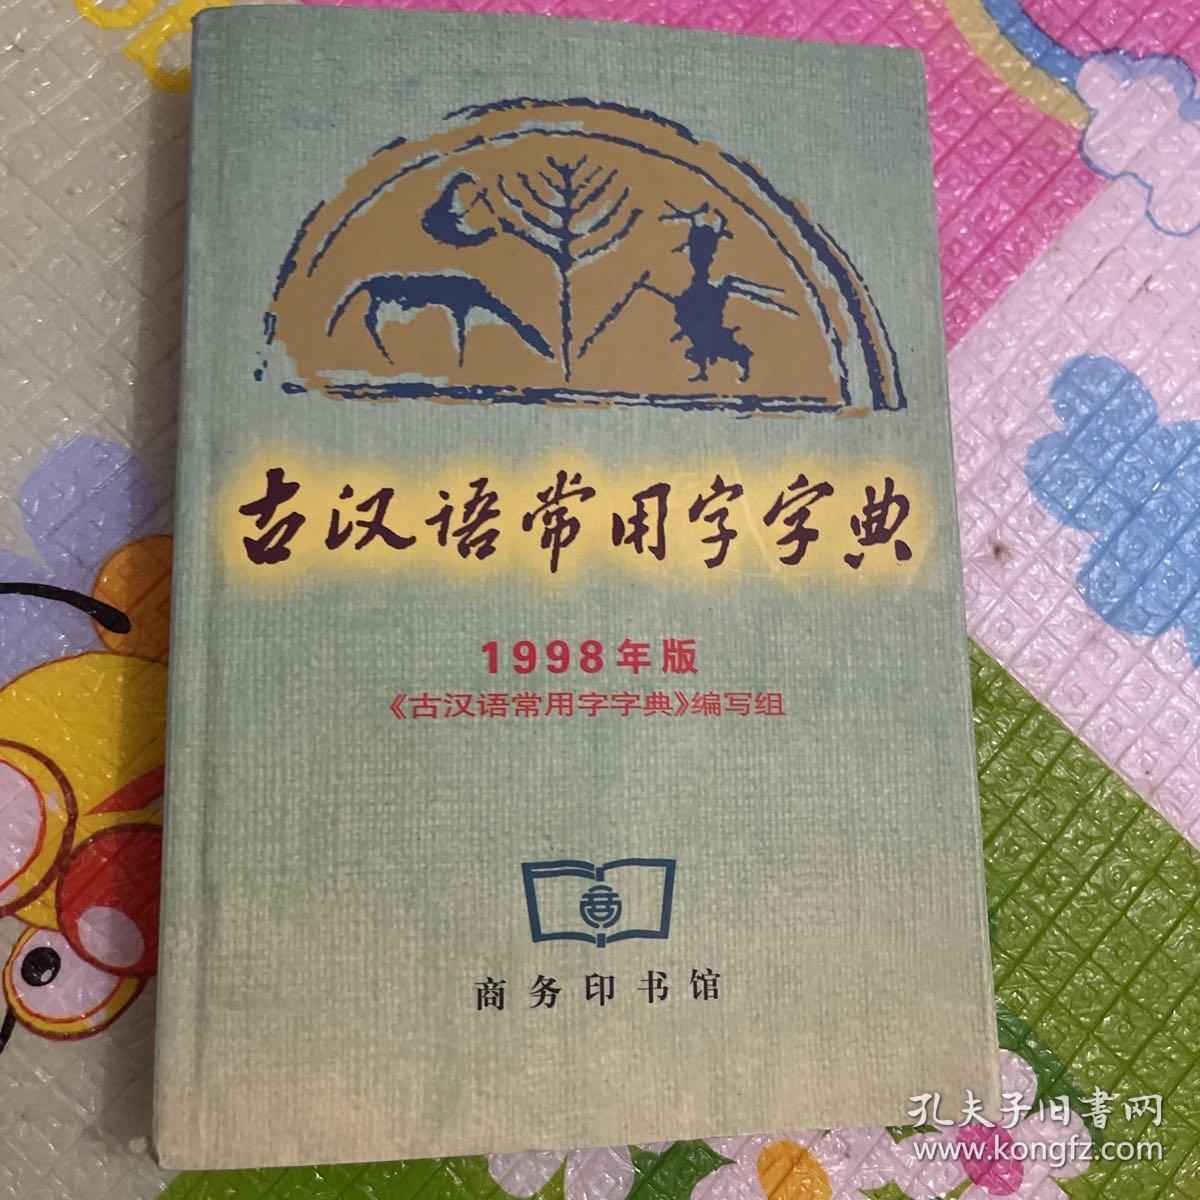 古汉语常用字字典
1998年版
《古汉语常用字字典》编写组
商务印书馆
孔夫子旧書网
www.kongfz.com